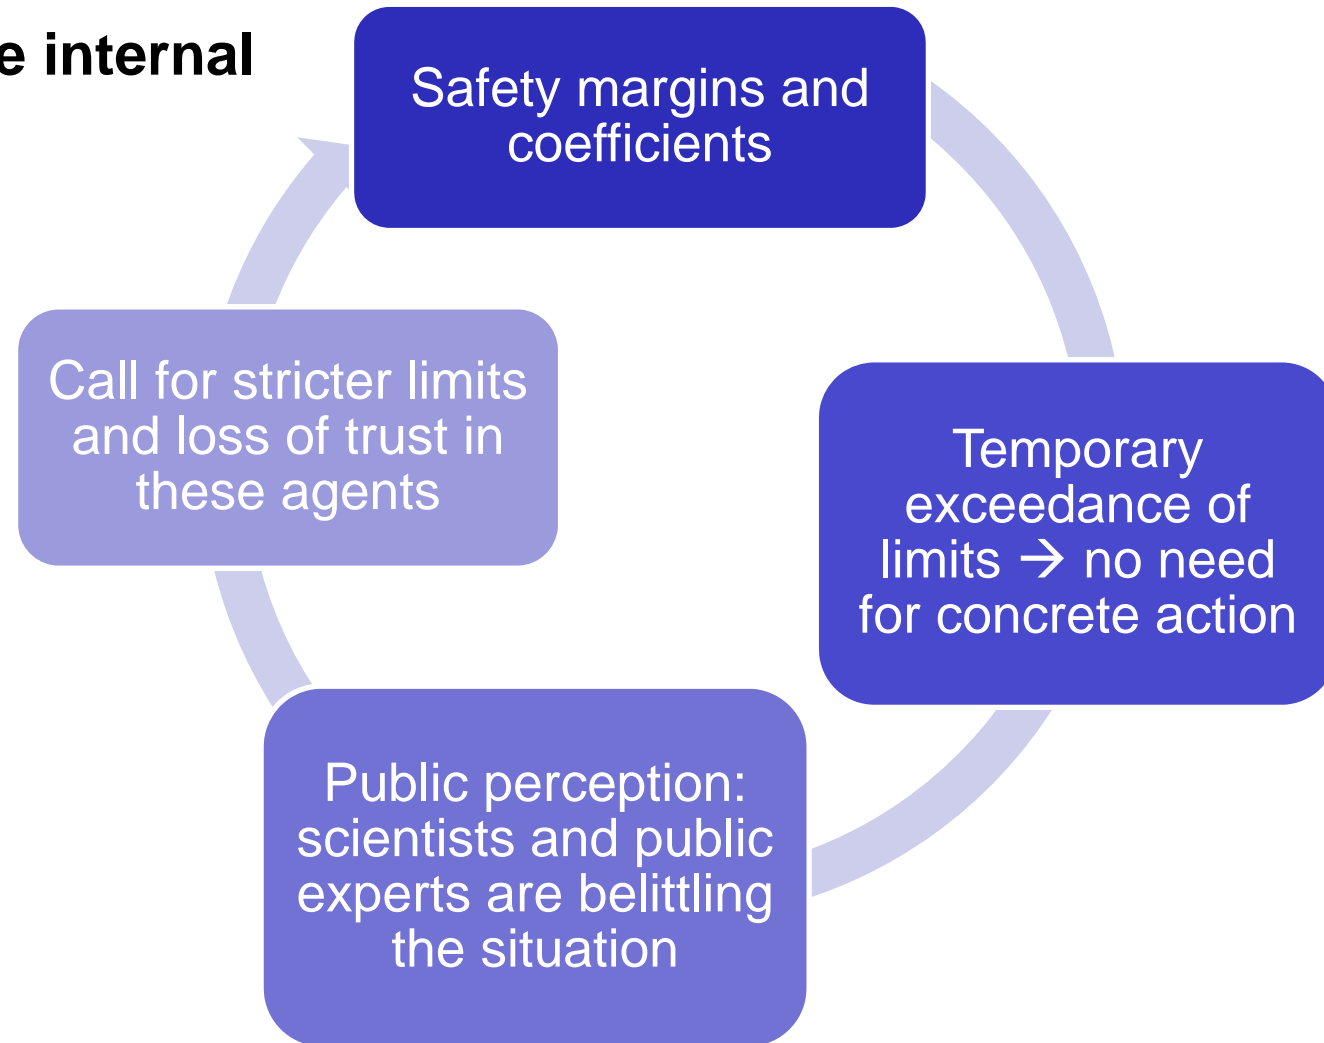 e internal
Safety margins and
coefficients
Temporary
exceedance of
limits → no need
for concrete action
Public perception:
scientists and public
experts are belittling
the situation
Call for stricter limits
and loss of trust in
these agents